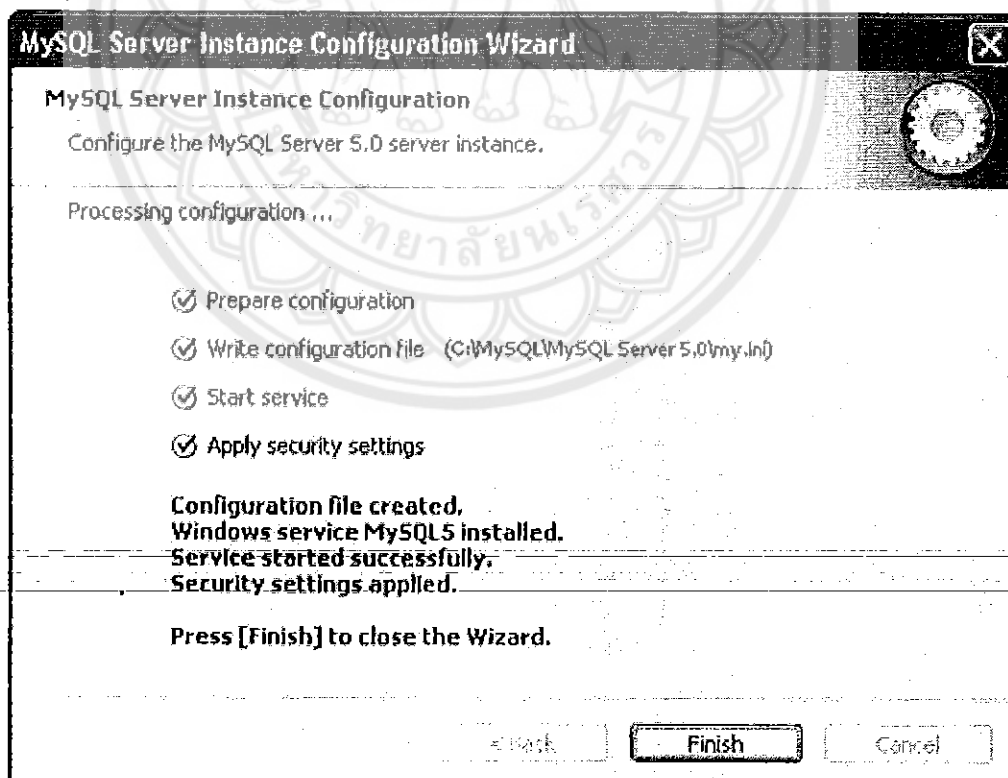 MySQL Server Instance Configuration Wizard
MySQL Server Instance Configuration
Configure the MySQL Server 5.0 server instance.
Processing configuration ...
Prepare configuration
Write configuration file (C:\MySQL\MySQL Server 5.0\my.ini)
Start service
Apply security settings
Configuration file created.
Windows service MySQL5 installed.
Service started successfully.
Security settings applied.
Press [Finish] to close the Wizard.
< Back
Finish
Cancel